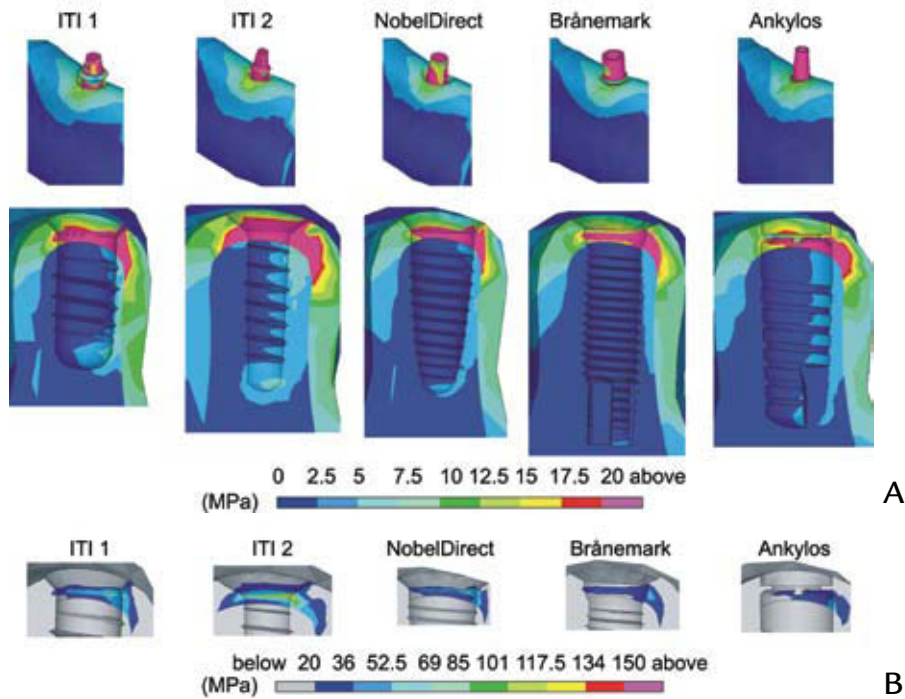 ITI 1 ITI 2 NobelDirect Brånemark Ankylos
0 2.5 5 7.5 10 12.5 15 17.5 20 above
(MPa)
A
ITI 1 ITI 2 NobelDirect Brånemark Ankylos
below 20 36 52.5 69 85 101 117.5 134 150 above
(MPa)
B